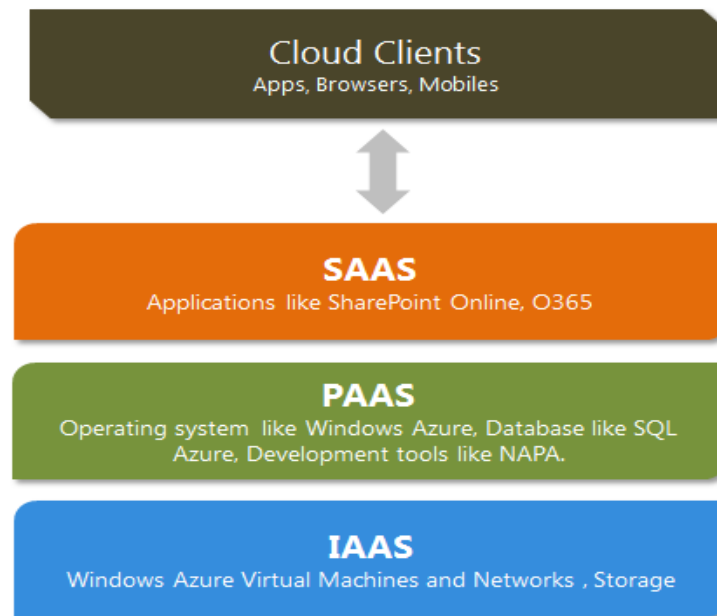 Cloud Clients
Apps, Browsers, Mobiles
SAAS
Applications like SharePoint Online, O365
PAAS
Operating system like Windows Azure, Database like SQL
Azure, Development tools like NAPA.
IAAS
Windows Azure Virtual Machines and Networks , Storage